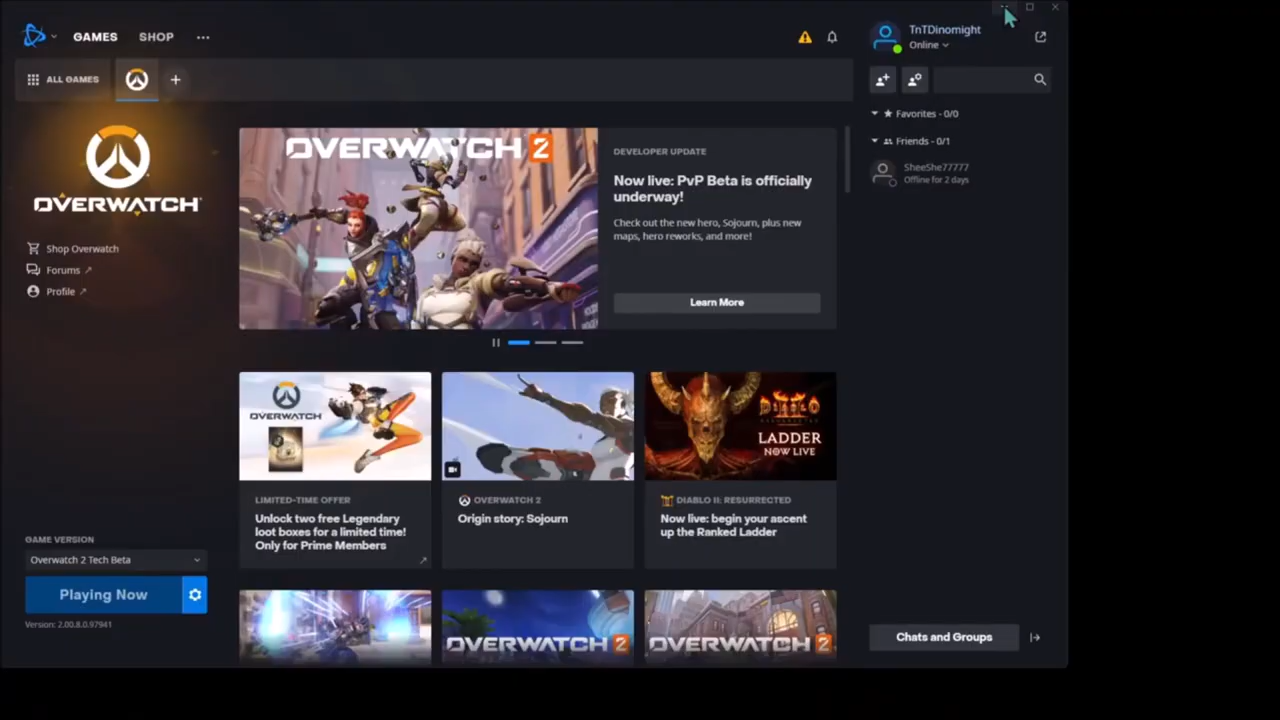 GAMES
SHOP
ALL GAMES
OVERWATCH
Shop Overwatch
Forums
Profile
GAME VERSION
Overwatch 2 Tech Beta
Playing Now
Version: 2.00.8.0.97941
OVERWATCH 2
DEVELOPER UPDATE
Now live: PvP Beta is officially
underway!
Check out the new hero, Sojourn, plus new
maps, hero reworks, and more!
Learn More
OVERWATCH
LIMITED-TIME OFFER
Unlock two free Legendary
loot boxes for a limited time!
Only for Prime Members
OVERWATCH 2
Origin story: Sojourn
DIABLO II
LADDER
NOW LIVE
DIABLO II: RESURRECTED
Now live: begin your ascent
up the Ranked Ladder
OVERWATCH 2
OVERWATCH 2
TnTDinomight
Online
Favorites - 0/0
Friends - 0/1
SheeShe77777
Offline for 2 days
Chats and Groups